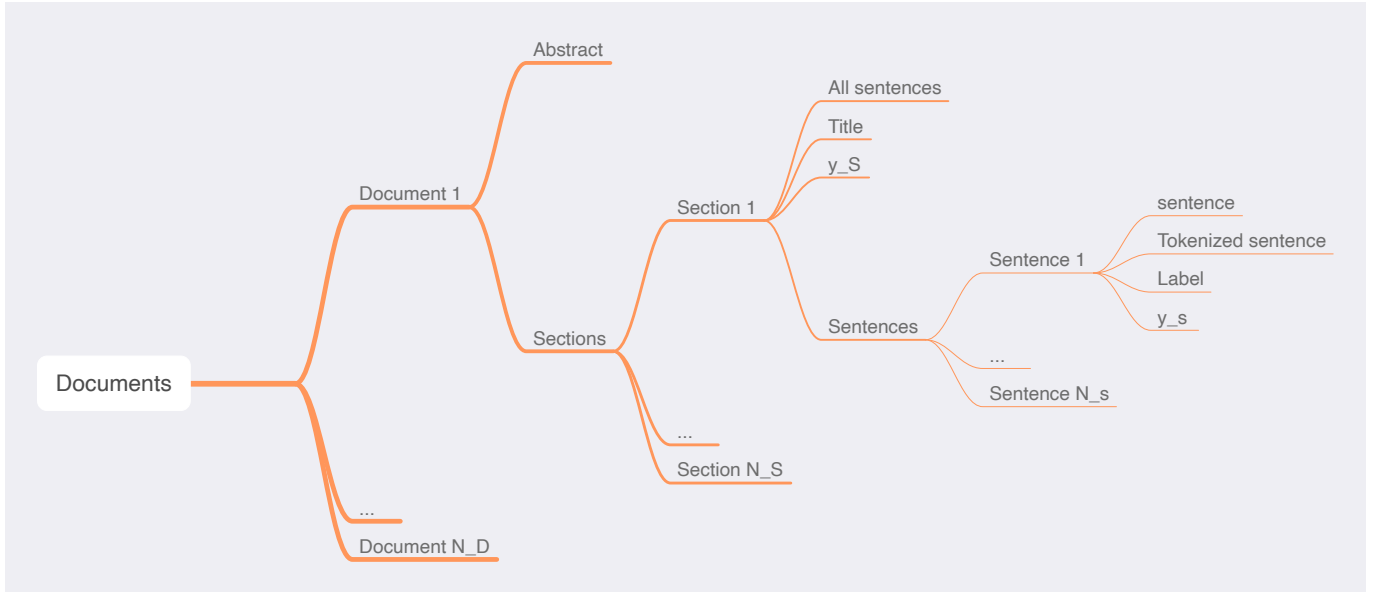 Documents
Document 1
Abstract
Sections
Section 1
All sentences
Title
y_S
Sentences
Sentence 1
sentence
Tokenized sentence
Label
y_s
...
Sentence N_s
...
Section N_S
...
Document N_D